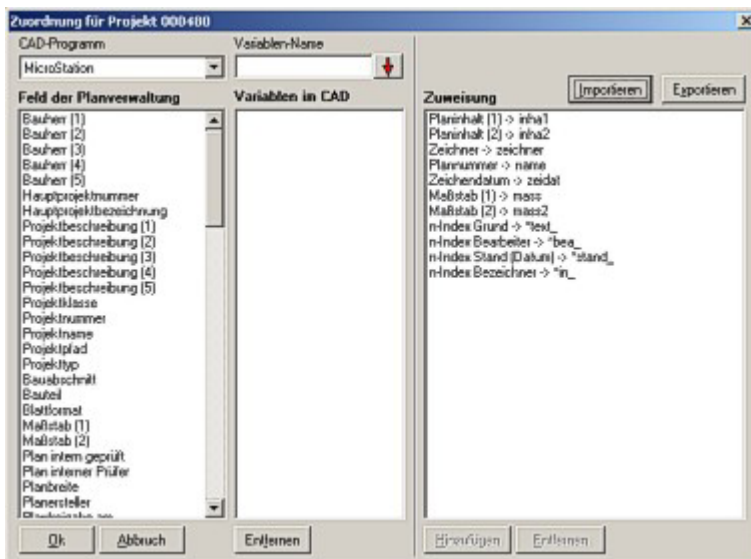 Zuordnung für Projekt 000400
CAD-Programm
MicroStation
Variablen-Name
Importieren
Exportieren
Feld der Planverwaltung
Bauherr (1)
Bauherr (2)
Bauherr (3)
Bauherr (4)
Bauherr (5)
Hauptprojektnummer
Hauptprojektbezeichnung
Projektbeschreibung (1)
Projektbeschreibung (2)
Projektbeschreibung (3)
Projektbeschreibung (4)
Projektbeschreibung (5)
Projektklasse
Projektnummer
Projektname
Projektpfad
Projekttyp
Bauabschnitt
Bauteil
Blattformat
Maßstab (1)
Maßstab (2)
Plan intern geprüft
Plan interner Prüfer
Planbreite
Planersteller
Variablen in CAD
Zuweisung
Planinhalt (1) -> inha1
Planinhalt (2) -> inha2
Zeichner -> zeichner
Plannummer -> name
Zeichendatum -> zeidat
Maßstab (1) -> mass
Maßstab (2) -> mass2
n-Index Grund -> *text_
n-Index Bearbeiter -> *bea_
n-Index Stand (Datum) -> *stand_
n-Index Bezeichner -> *in_
Ok
Abbruch
Entfernen
Hinzufügen
Entfernen